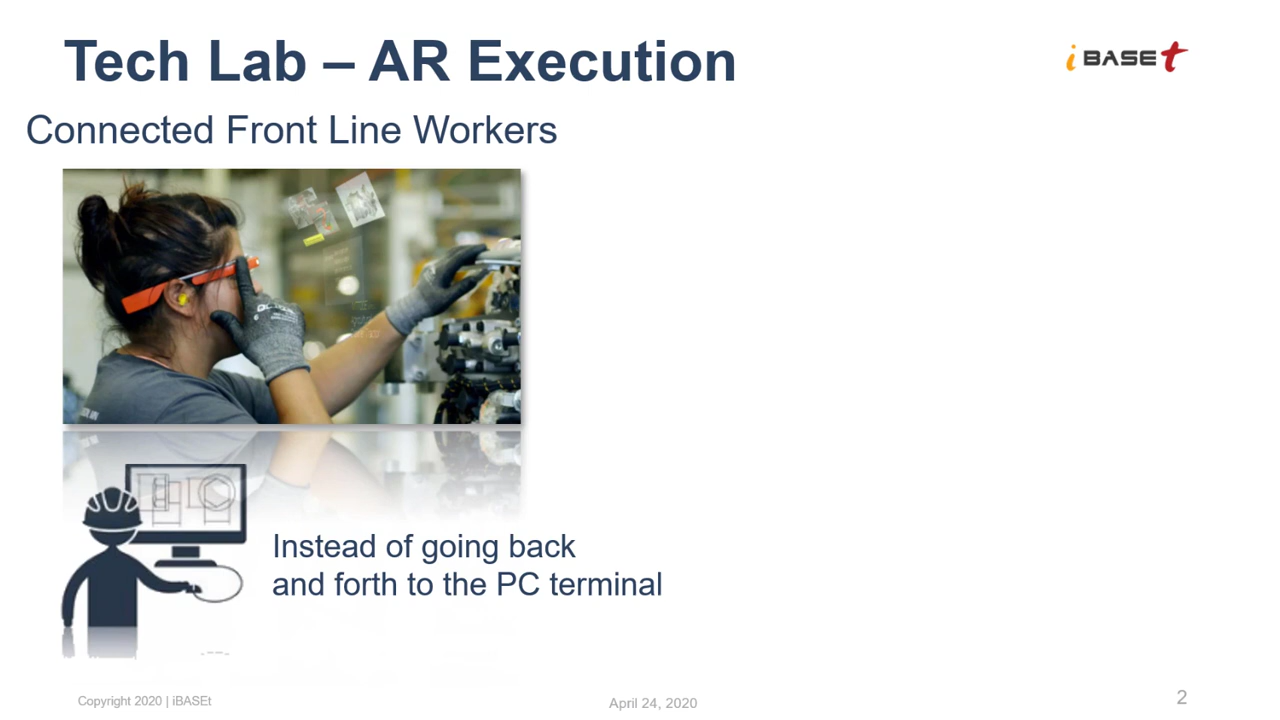 Tech Lab – AR Execution
iBASEt
Connected Front Line Workers
Instead of going back
and forth to the PC terminal
Copyright 2020 | iBASEt
April 24, 2020
2